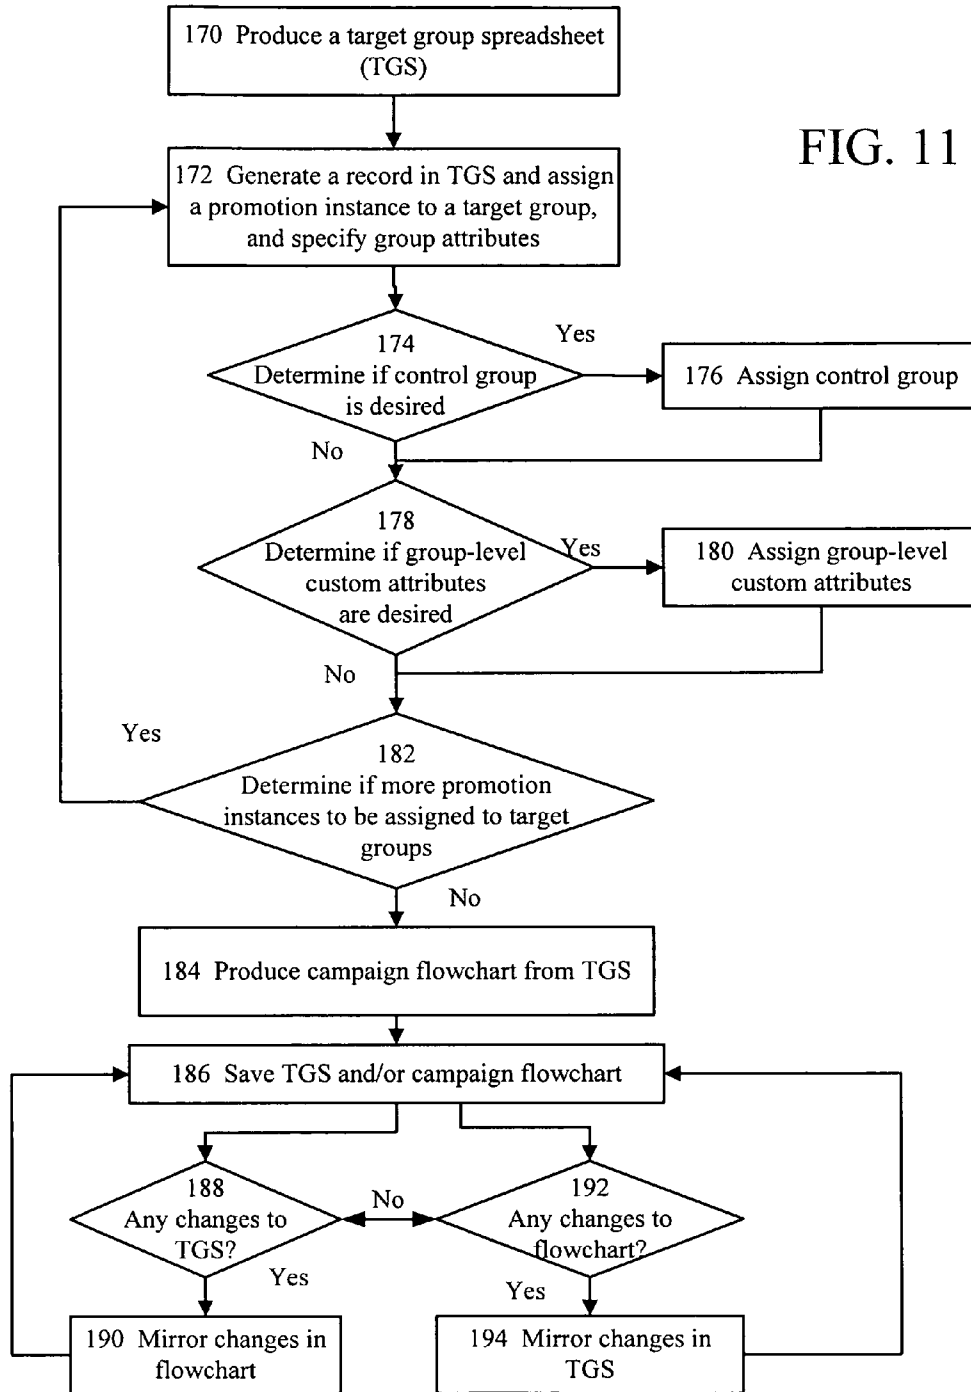 170 Produce a target group spreadsheet
(TGS)
FIG. 11
172 Generate a record in TGS and assign
a promotion instance to a target group,
and specify group attributes
174
Determine if control group
is desired
Yes
176 Assign control group
No
178
Determine if group-level
custom attributes
are desired
Yes
180 Assign group-level
custom attributes
No
Yes
182
Determine if more promotion
instances to be assigned to target
groups
No
184 Produce campaign flowchart from TGS
186 Save TGS and/or campaign flowchart
188
Any changes to
TGS?
No
192
Any changes to
flowchart?
Yes
Yes
190 Mirror changes in
flowchart
194 Mirror changes in
TGS